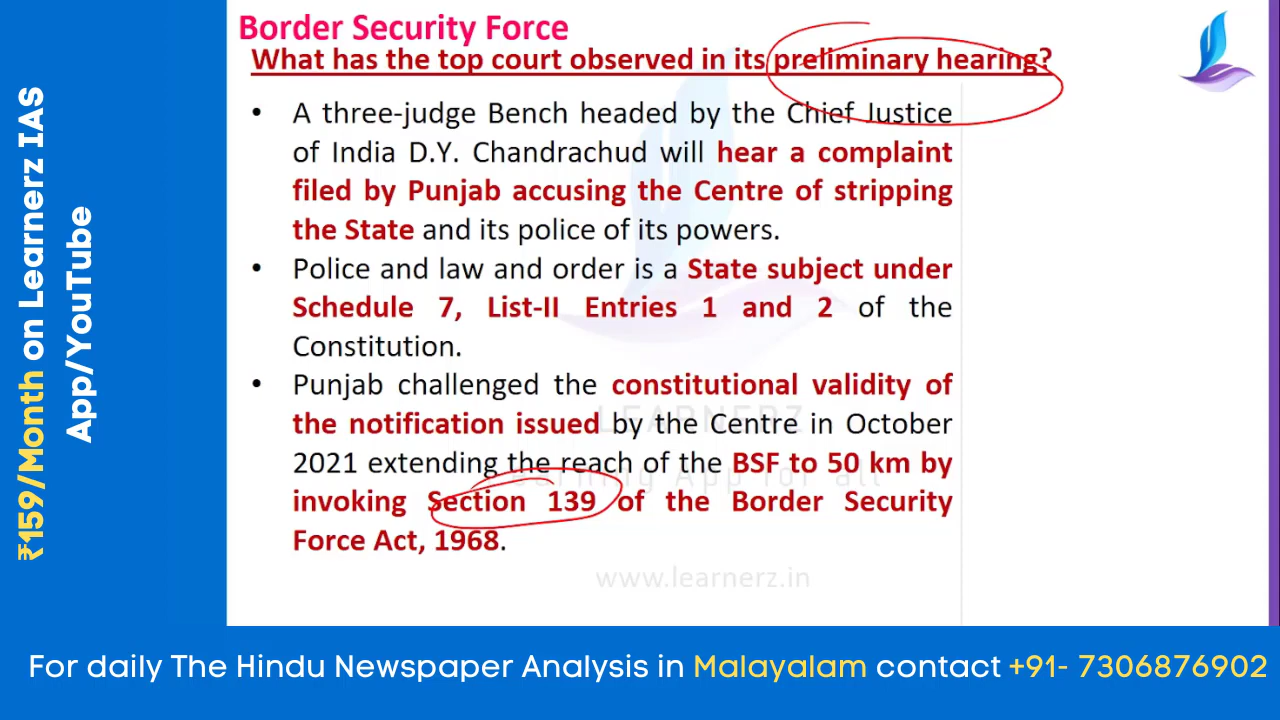 ₹159/Month on Learnerz IAS
App/YouTube
Border Security Force
What has the top court observed in its preliminary hearing?
• A three-judge Bench headed by the Chief Justice
of India D.Y. Chandrachud will hear a complaint
filed by Punjab accusing the Centre of stripping
the State and its police of its powers.
• Police and law and order is a State subject under
Schedule 7, List-II Entries 1 and 2 of the
Constitution.
• Punjab challenged the constitutional validity of
the notification issued by the Centre in October
2021 extending the reach of the BSF to 50 km by
invoking Section 139 of the Border Security
Force Act, 1968.
LEARNERZ
Learning App for all
www.learnerz.in
For daily The Hindu Newspaper Analysis in Malayalam contact +91- 7306876902